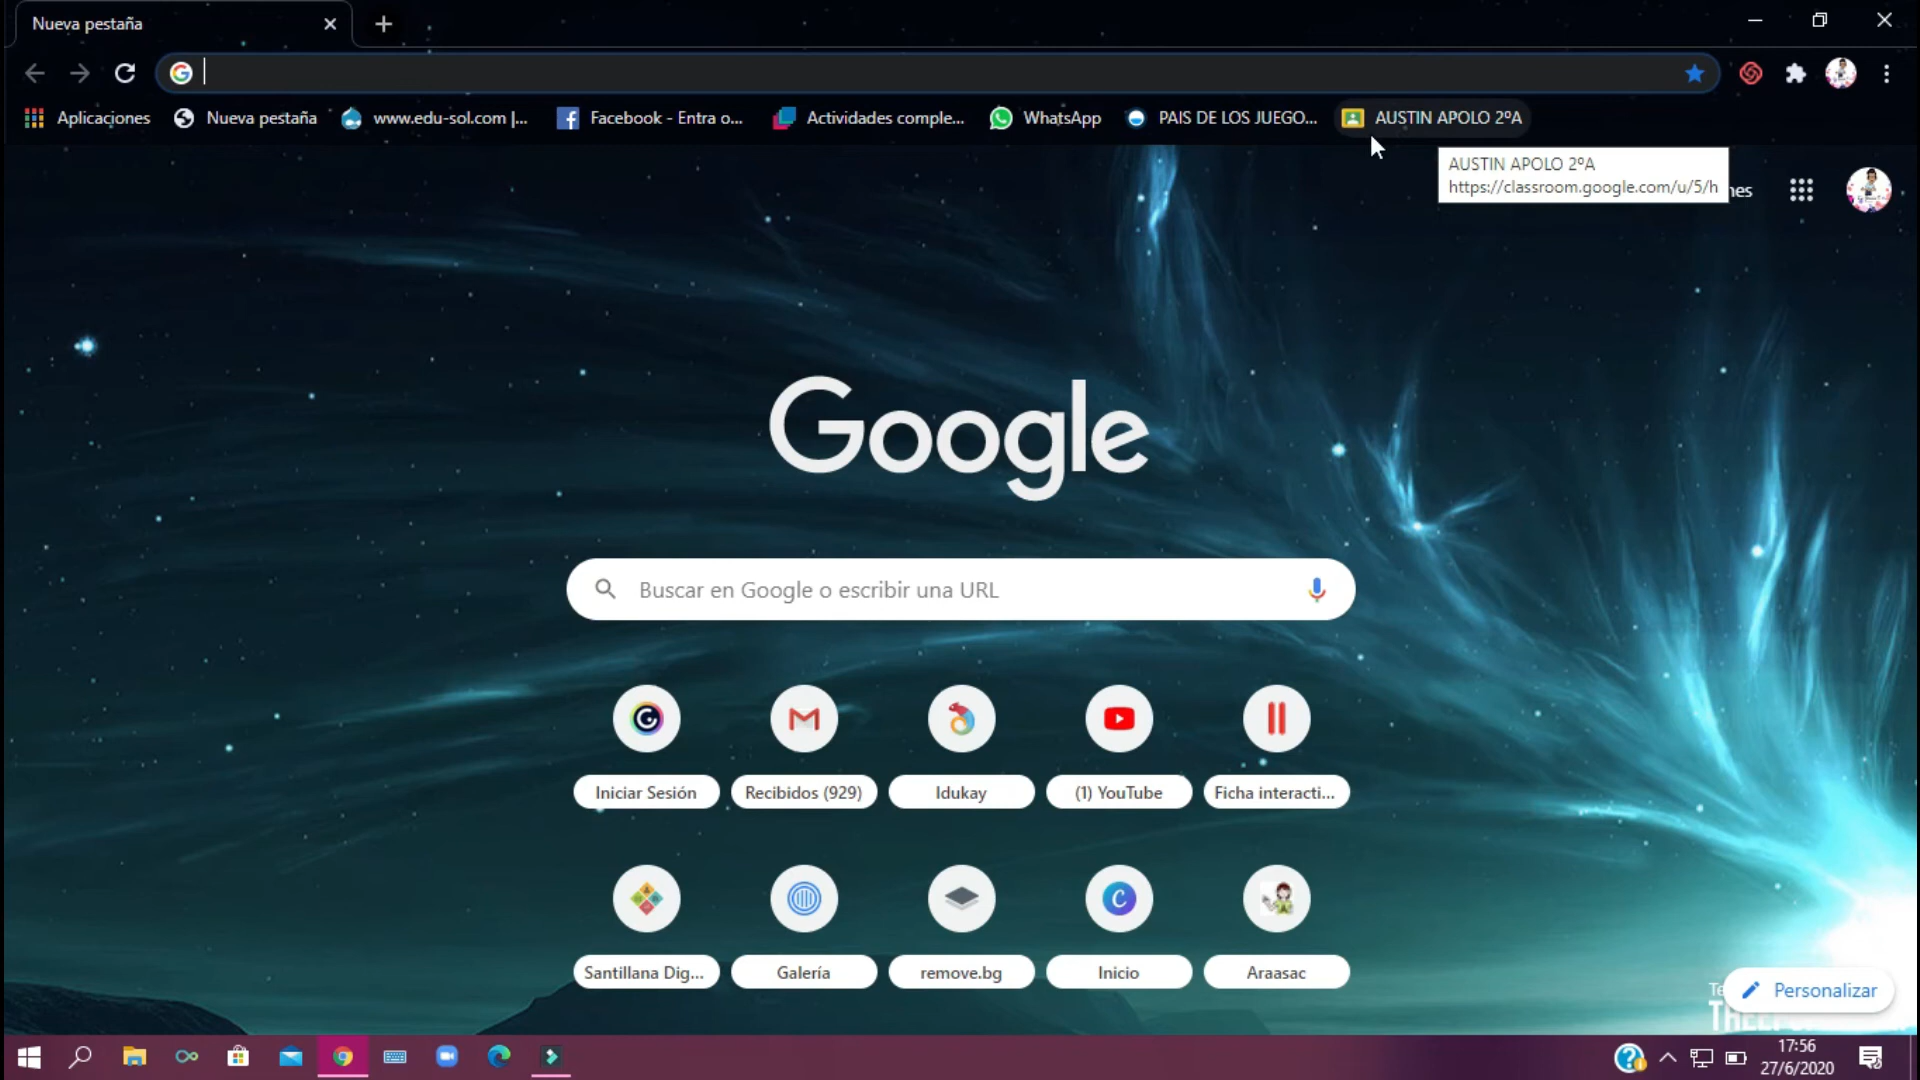 Nueva pestaña
Aplicaciones
Nueva pestaña
www.edu-sol.com |...
Facebook - Entra o...
Actividades comple...
WhatsApp
PAIS DE LOS JUEGO...
AUSTIN APOLO 2ºA
AUSTIN APOLO 2ºA
https://classroom.google.com/u/5/h
Google
Buscar en Google o escribir una URL
Iniciar Sesión
Recibidos (929)
Idukay
(1) YouTube
Ficha interacti...
Santillana Dig...
Galería
remove.bg
Inicio
Araasac
Personalizar
17:56
27/6/2020